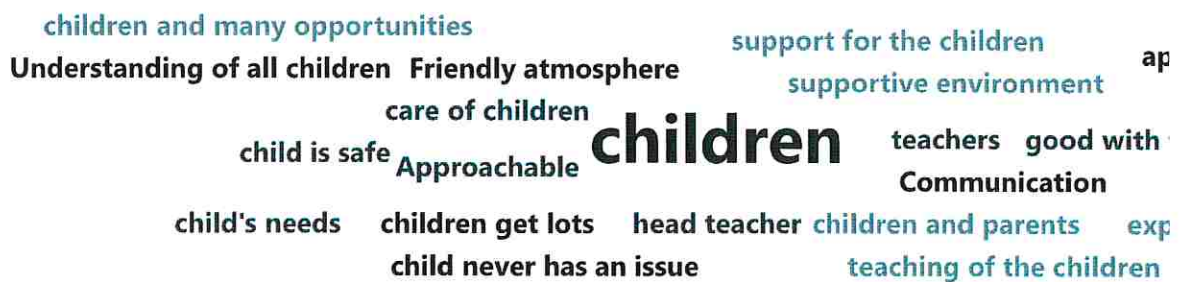 children and many opportunities
support for the children
Understanding of all children Friendly atmosphere
supportive environment
care of children
children
child is safe
Approachable
teachers good with
Communication
child's needs children get lots head teacher children and parents
child never has an issue teaching of the children